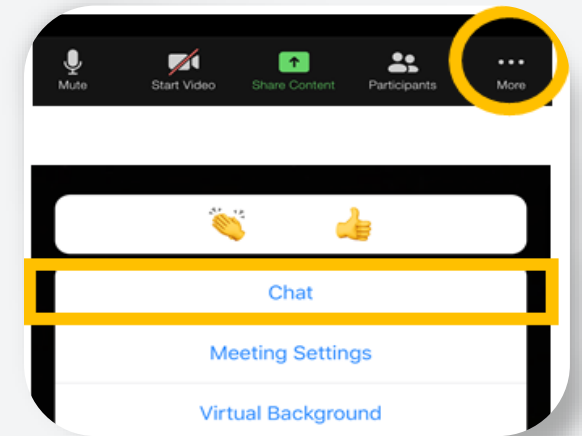 Mute Start Video Share Content Participants More
Chat
Meeting Settings
Virtual Background